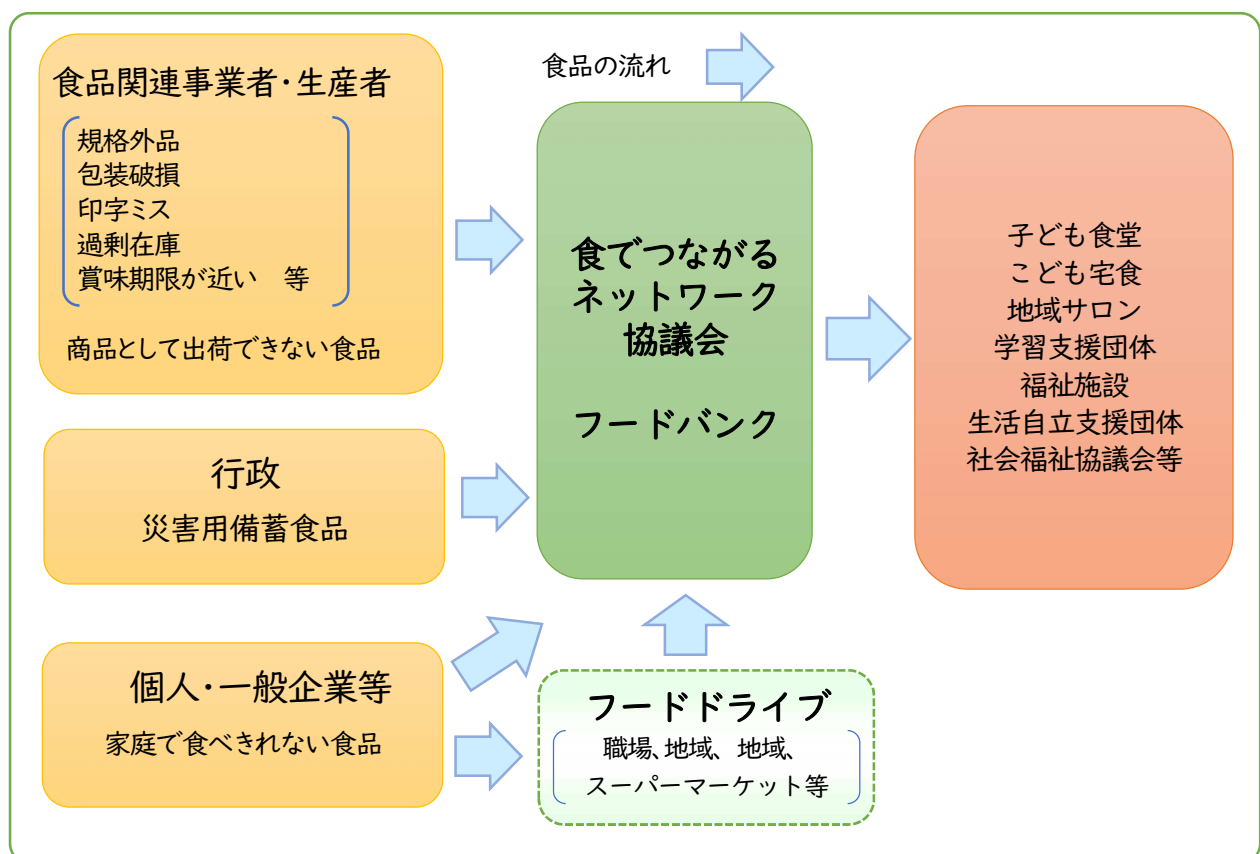 食品の流れ
食品関連事業者・生産者
規格外品
包装破損
印字ミス
過剰在庫
賞味期限が近い　等
商品として出荷できない食品
行政
災害用備蓄食品
個人・一般企業等
家庭で食べきれない食品
食でつながる
ネットワーク
協議会
フードバンク
フードドライブ
職場、地域、地域、
スーパーマーケット等
子ども食堂
こども宅食
地域サロン
学習支援団体
福祉施設
生活自立支援団体
社会福祉協議会等